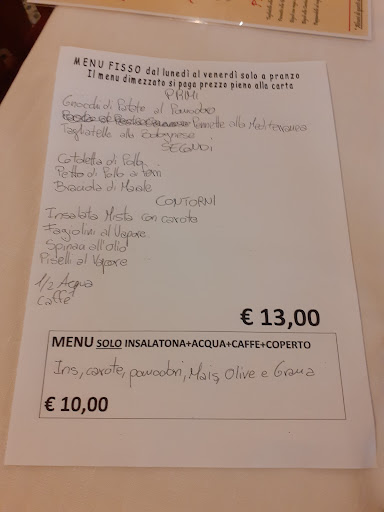 MENU FISSO dal lunedì al venerdì solo a pranzo
Il menu dimezzato si paga prezzo pieno alla carta
PRIMI
Gnocchi di Patate al Pomodoro
Pennette alla Mediterranea
Tagliatelle alla Bolognese
SECONDI
Cotoletta di Pollo
Petto di Pollo ai ferri
Braciola di Maiale
CONTORNI
Insalata Mista con carote
Fagiolini al Vapore
Spinaci all'olio
Piselli al Vapore
1/2 Acqua
Caffè
€ 13,00
MENU SOLO INSALATONA+ACQUA+CAFFE+COPERTO
Ins, carote, pomodori, Mais, Olive e Grana
€ 10,00